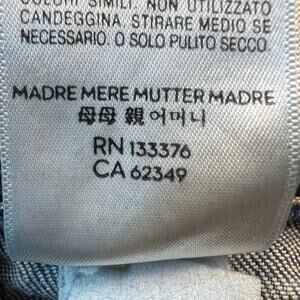 COLORI SIMILI. NON UTILIZZATO
CANDEGGINA. STIRARE MEDIO SE
NECESSARIO. O SOLO PULITO SECCO.
MADRE MERE MUTTER MADRE
母母 親 어머니
RN 133376
CA 62349